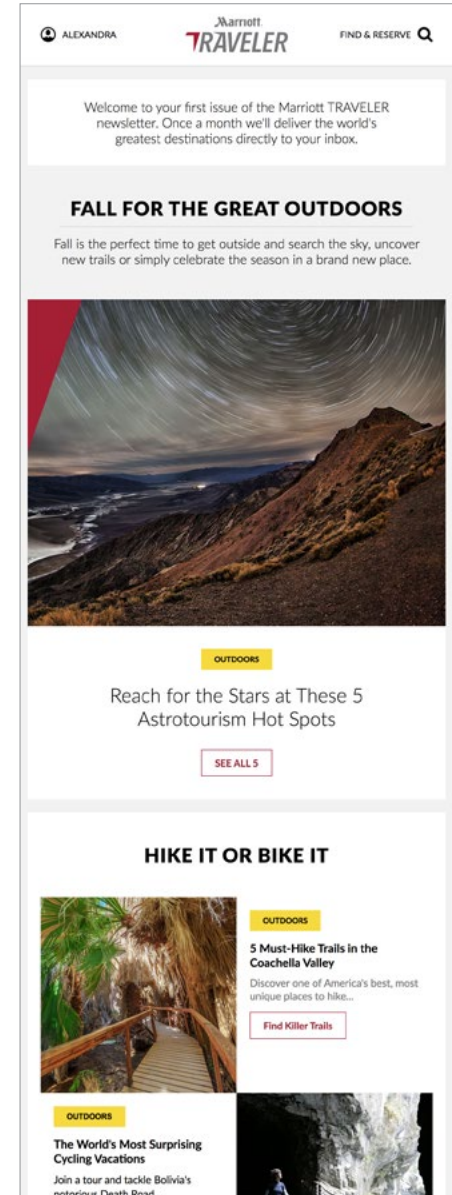 ALEXANDRA
Marriott
TRAVELER
FIND & RESERVE
Welcome to your first issue of the Marriott TRAVELER
newsletter. Once a month we'll deliver the world's
greatest destinations directly to your inbox.
FALL FOR THE GREAT OUTDOORS
Fall is the perfect time to get outside and search the sky, uncover
new trails or simply celebrate the season in a brand new place.
OUTDOORS
Reach for the Stars at These 5
Astrotourism Hot Spots
SEE ALL 5
HIKE IT OR BIKE IT
OUTDOORS
5 Must-Hike Trails in the
Coachella Valley
Discover one of America's best, most
unique places to hike...
Find Killer Trails
OUTDOORS
The World's Most Surprising
Cycling Vacations
Join a tour and tackle Bolivia's
notorious Death Road